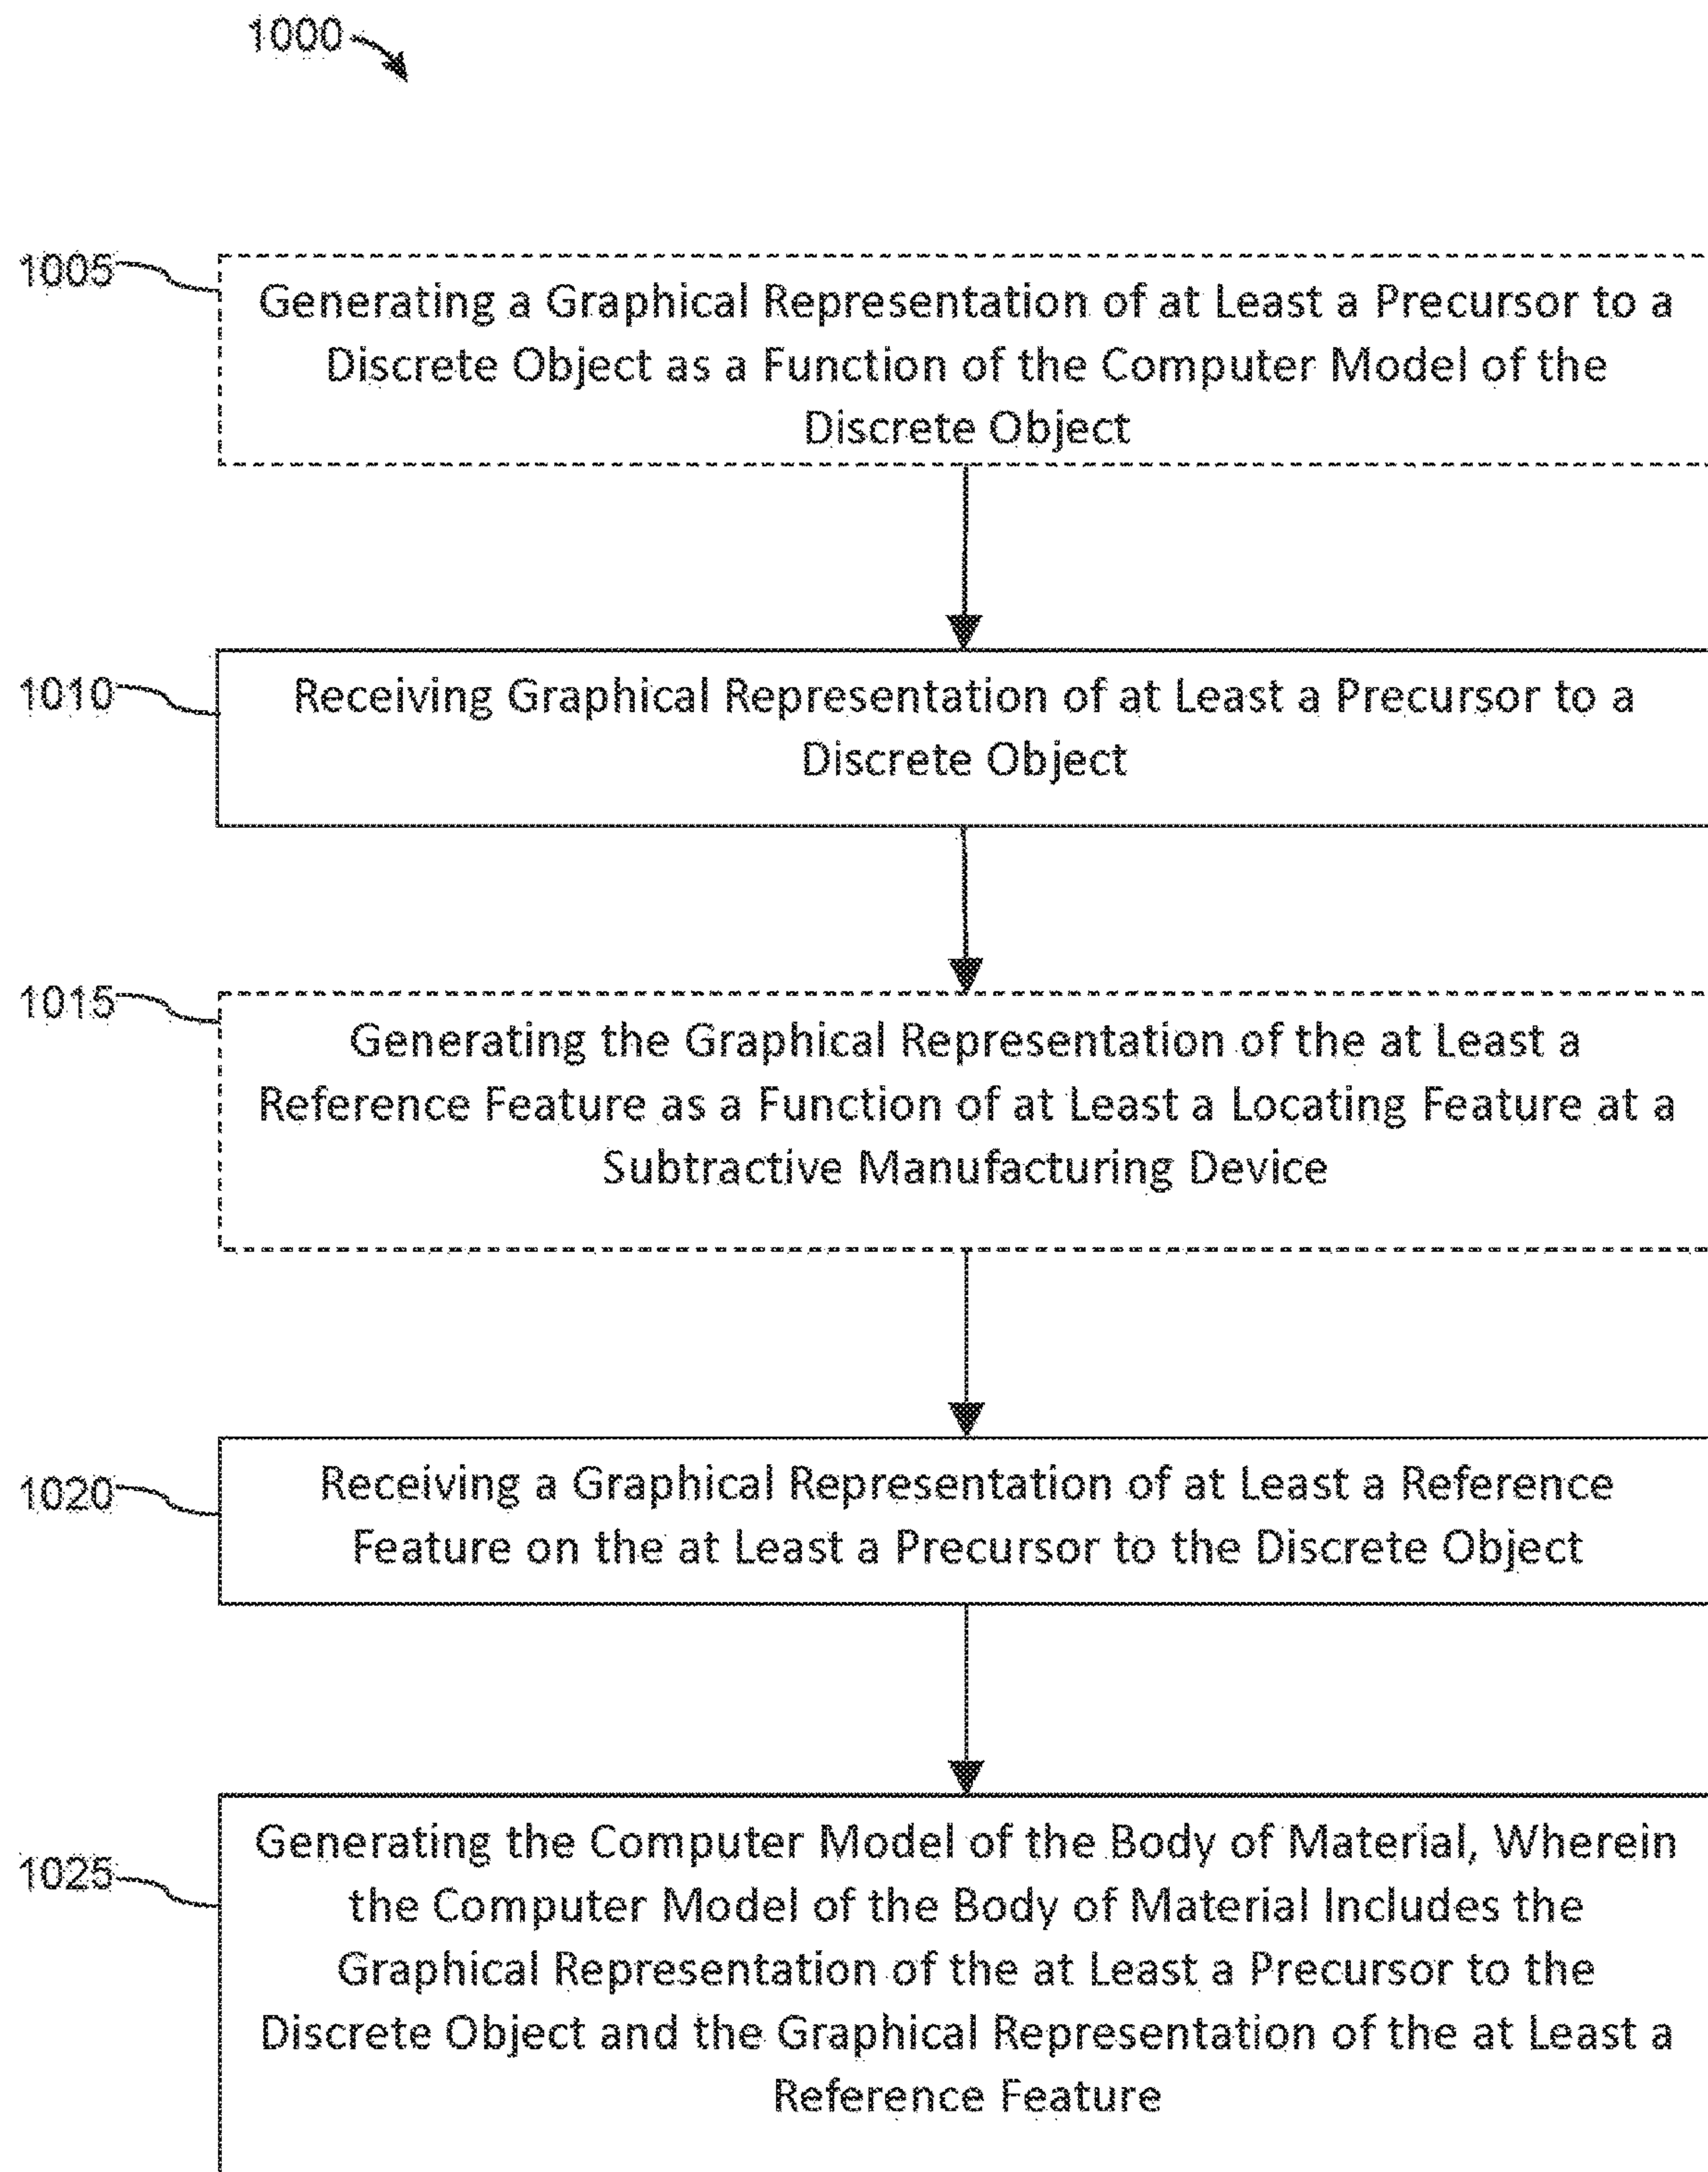 1000
1005
Generating a Graphical Representation of at Least a Precursor to a
Discrete Object as a Function of the Computer Model of the
Discrete Object
1010
Receiving Graphical Representation of at Least a Precursor to a
Discrete Object
1015
Generating the Graphical Representation of the at Least a
Reference Feature as a Function of at Least a Locating Feature at a
Subtractive Manufacturing Device
1020
Receiving a Graphical Representation of at Least a Reference
Feature on the at Least a Precursor to the Discrete Object
1025
Generating the Computer Model of the Body of Material, Wherein
the Computer Model of the Body of Material Includes the
Graphical Representation of the at Least a Precursor to the
Discrete Object and the Graphical Representation of the at Least a
Reference Feature